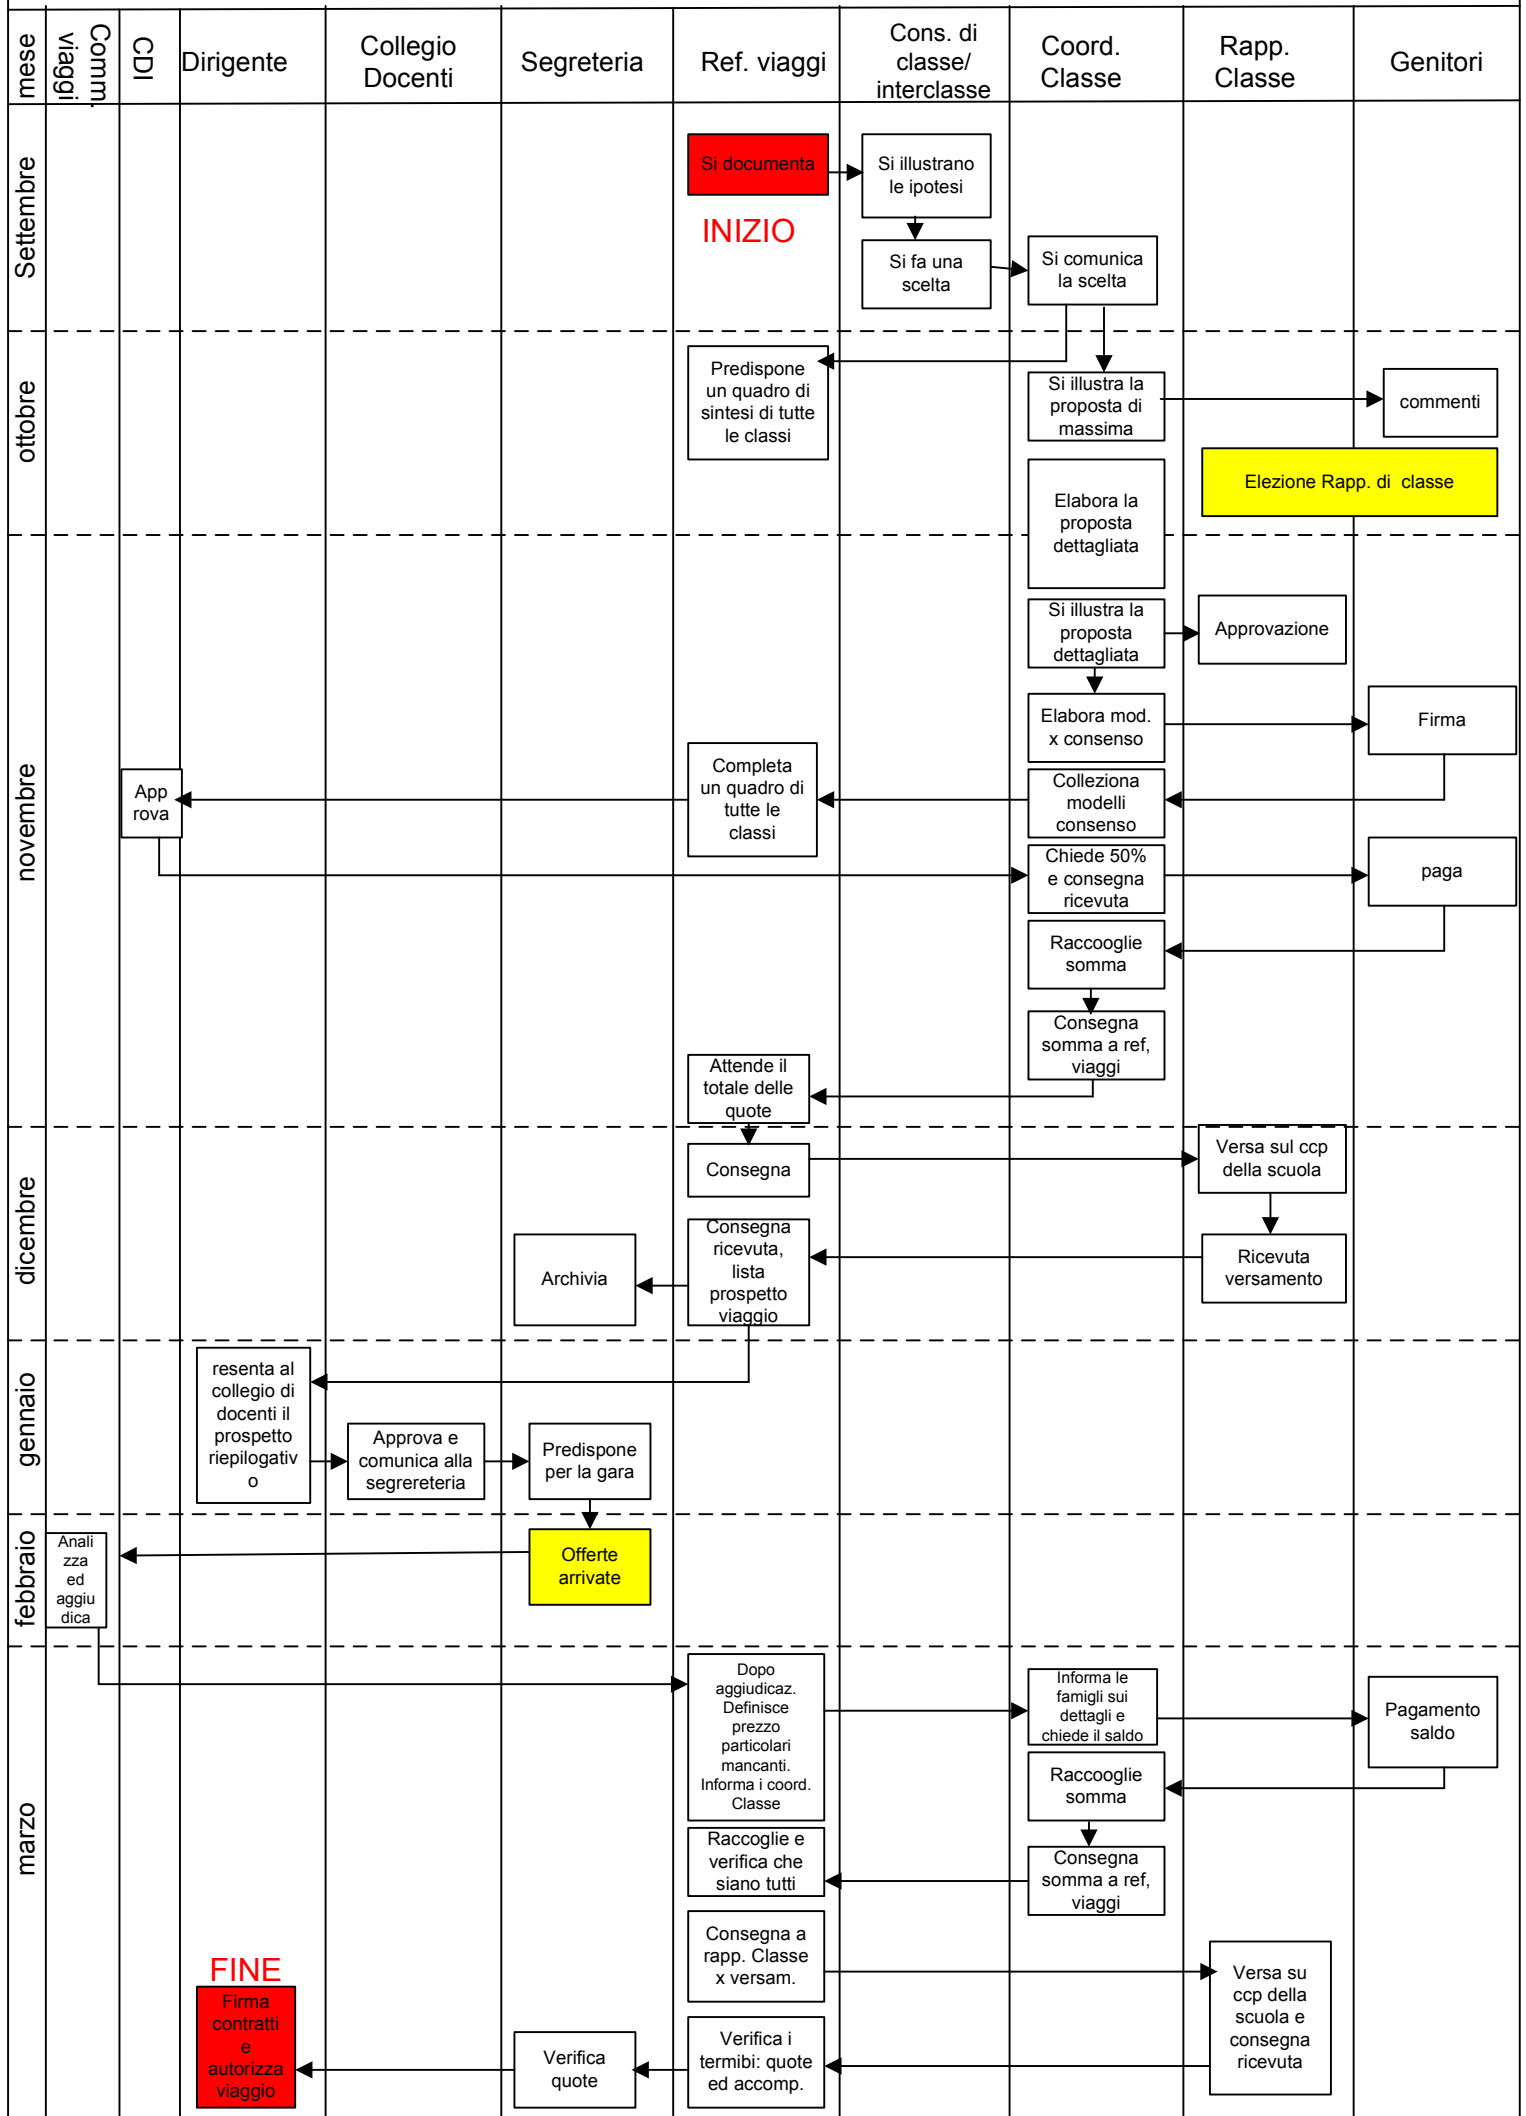 mese
Comm.
viaggi
CDI
Dirigente
Collegio
Docenti
Segreteria
Ref. viaggi
Cons. di
classe/
interclasse
Coord.
Classe
Rapp.
Classe
Genitori
Settembre
Si documenta
INIZIO
Si illustrano
le ipotesi
Si fa una
scelta
Si comunica
la scelta
ottobre
Predispone
un quadro di
sintesi di tutte
le classi
Si illustra la
proposta di
massima
commenti
Elezione Rapp. di classe
Elabora la
proposta
dettagliata
novembre
Si illustra la
proposta
dettagliata
Approvazione
Elabora mod.
x consenso
Firma
App
rova
Completa
un quadro di
tutte le
classi
Colleziona
modelli
consenso
Chiede 50%
e consegna
ricevuta
paga
Raccooglie
somma
Consegna
somma a ref,
viaggi
Attende il
totale delle
quote
dicembre
Consegna
Versa sul ccp
della scuola
Archivia
Consegna
ricevuta,
lista
prospetto
viaggio
Ricevuta
versamento
gennaio
resenta al
collegio di
docenti il
prospetto
riepilogativ
o
Approva e
comunica alla
segrereteria
Predispone
per la gara
febbraio
Anali
zza
ed
aggiu
dica
Offerte
arrivate
marzo
Dopo
aggiudicaz.
Definisce
prezzo
particolari
mancanti.
Informa i coord.
Classe
Informa le
famigli sui
dettagli e
chiede il saldo
Pagamento
saldo
Raccooglie
somma
Raccoglie e
verifica che
siano tutti
Consegna
somma a ref,
viaggi
Consegna a
rapp. Classe
x versam.
Versa su
ccp della
scuola e
consegna
ricevuta
FINE
Firma
contratti
e
autorizza
viaggio
Verifica
quote
Verifica i
termibi: quote
ed accomp.